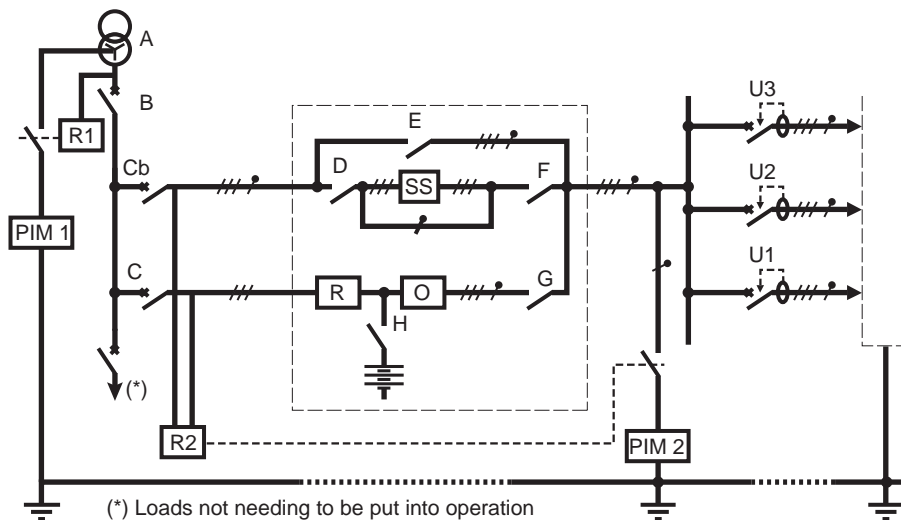 A
B
R1
PIM 1
Cb
C
(*)
R2
E
D
SS
F
R
O
G
H
PIM 2
U3
U2
U1
(*) Loads not needing to be put into operation